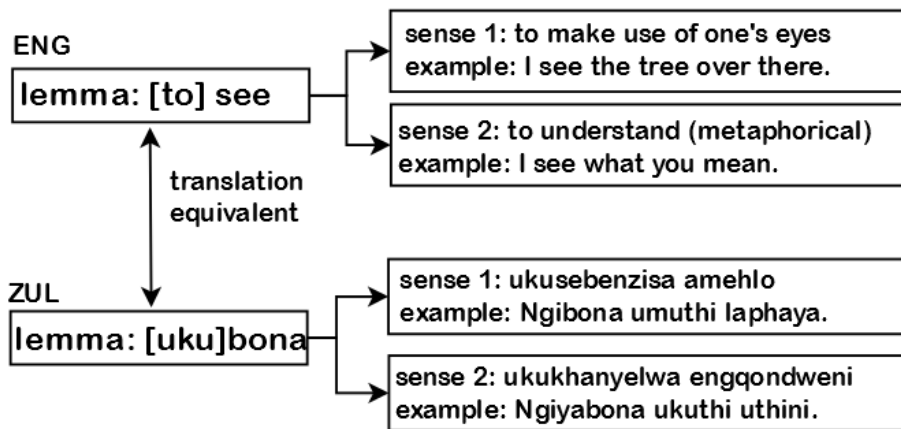 ENG
lemma: [to] see
sense 1: to make use of one's eyes
example: I see the tree over there.
sense 2: to understand (metaphorical)
example: I see what you mean.
translation
equivalent
ZUL
lemma: [uku]bona
sense 1: ukusebenzisa amehlo
example: Ngibona umuthi laphaya.
sense 2: ukukhanyelwa engqondweni
example: Ngiyabona ukuthi uthini.